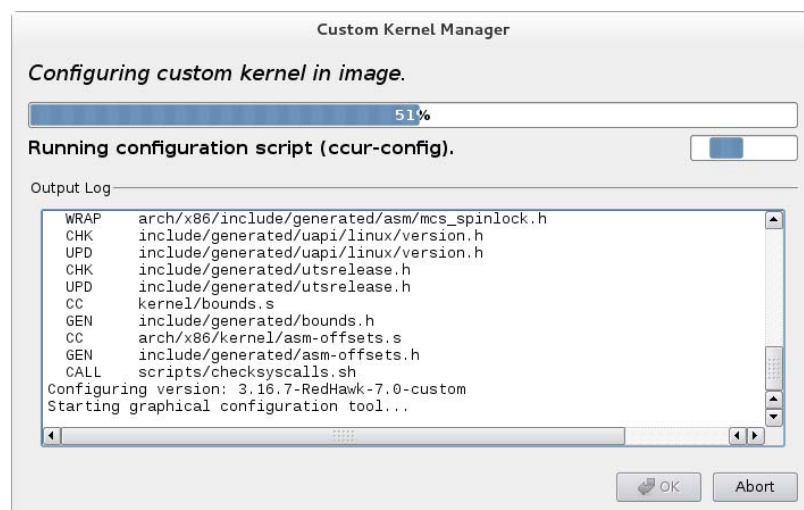 Custom Kernel Manager
Configuring custom kernel in image.
51%
Running configuration script (ccur-config).
Output Log
WRAP arch/x86/include/generated/asm/mcs_spinlock.h
CHK include/generated/uapi/linux/version.h
UPD include/generated/uapi/linux/version.h
CHK include/generated/utsrelease.h
UPD include/generated/utsrelease.h
CC kernel/bounds.s
GEN include/generated/bounds.h
CC arch/x86/kernel/asm-offsets.s
GEN include/generated/asm-offsets.h
CALL scripts/checksyscalls.sh
Configuring version: 3.16.7-RedHawk-7.0-custom
Starting graphical configuration tool...
OK Abort